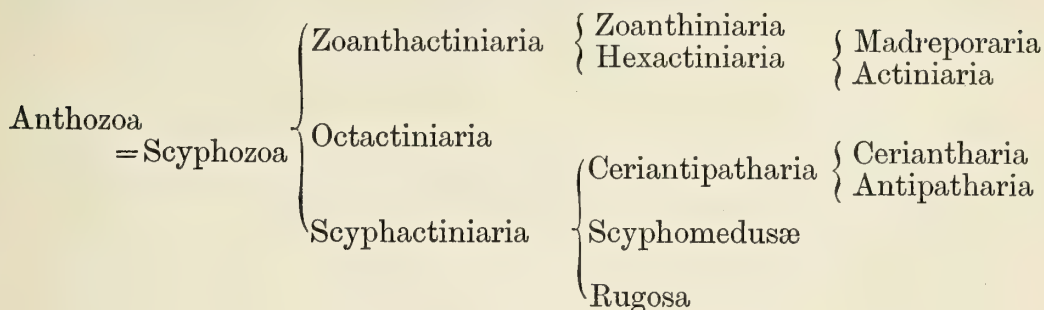 Zoanthactiniaria { Zoanthiniaria
Hexactiniaria { Madreporaria
Actiniaria
Anthozoa
=Scyphozoa { Octactiniaria
Scyphactiniaria { Ceriantipatharia { Ceriantharia
Antipatharia
Scyphomedusæ
Rugosa